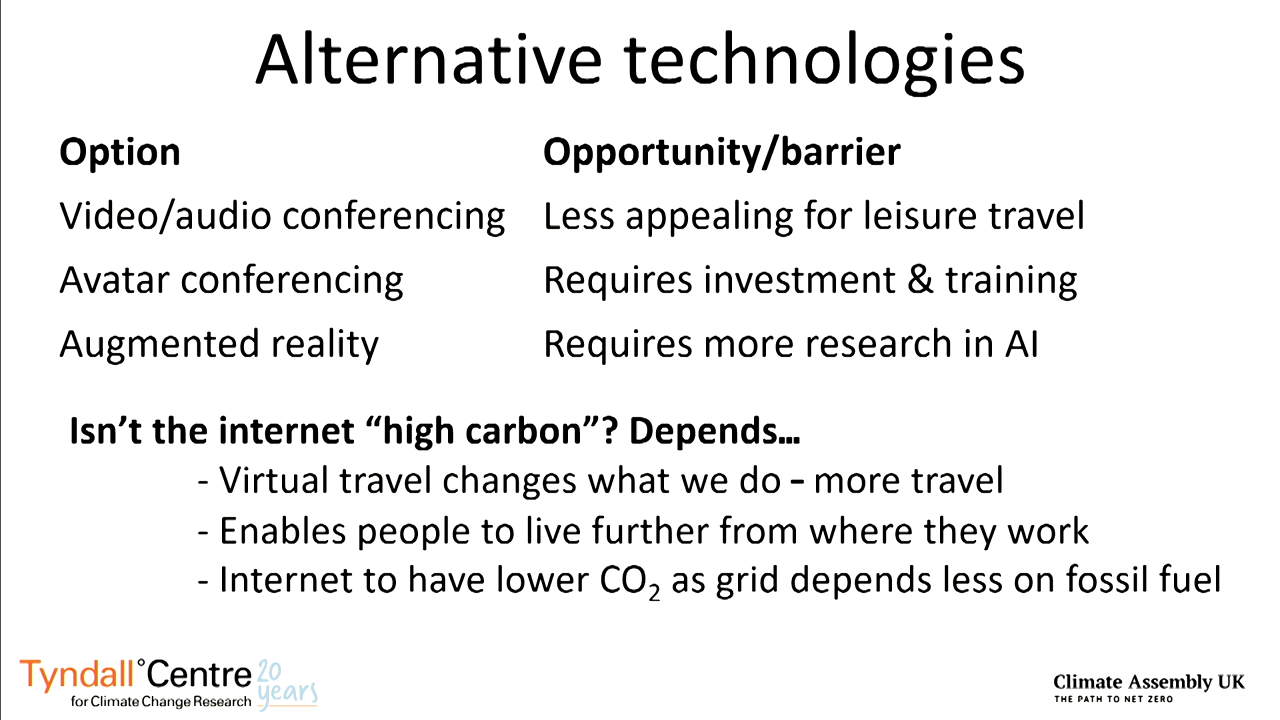 Alternative technologies
Option Opportunity/barrier
Video/audio conferencing Less appealing for leisure travel
Avatar conferencing Requires investment & training
Augmented reality Requires more research in AI
Isn’t the internet “high carbon”? Depends…
- Virtual travel changes what we do – more travel
- Enables people to live further from where they work
- Internet to have lower CO₂ as grid depends less on fossil fuel
Tyndall°Centre 20 years
for Climate Change Research
Climate Assembly UK
THE PATH TO NET ZERO